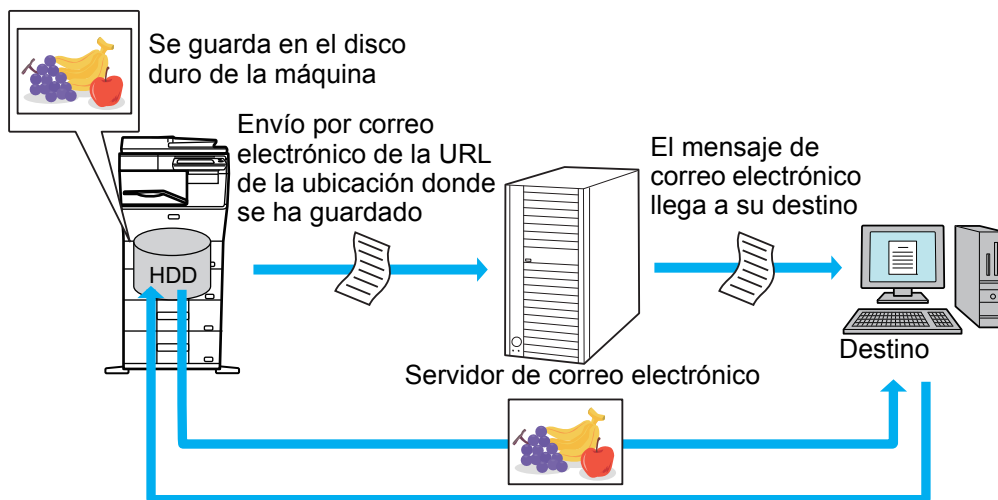 Se guarda en el disco
duro de la máquina
Envío por correo
electrónico de la URL
de la ubicación donde
se ha guardado
El mensaje de
correo electrónico
llega a su destino
HDD
Destino
Servidor de correo electrónico